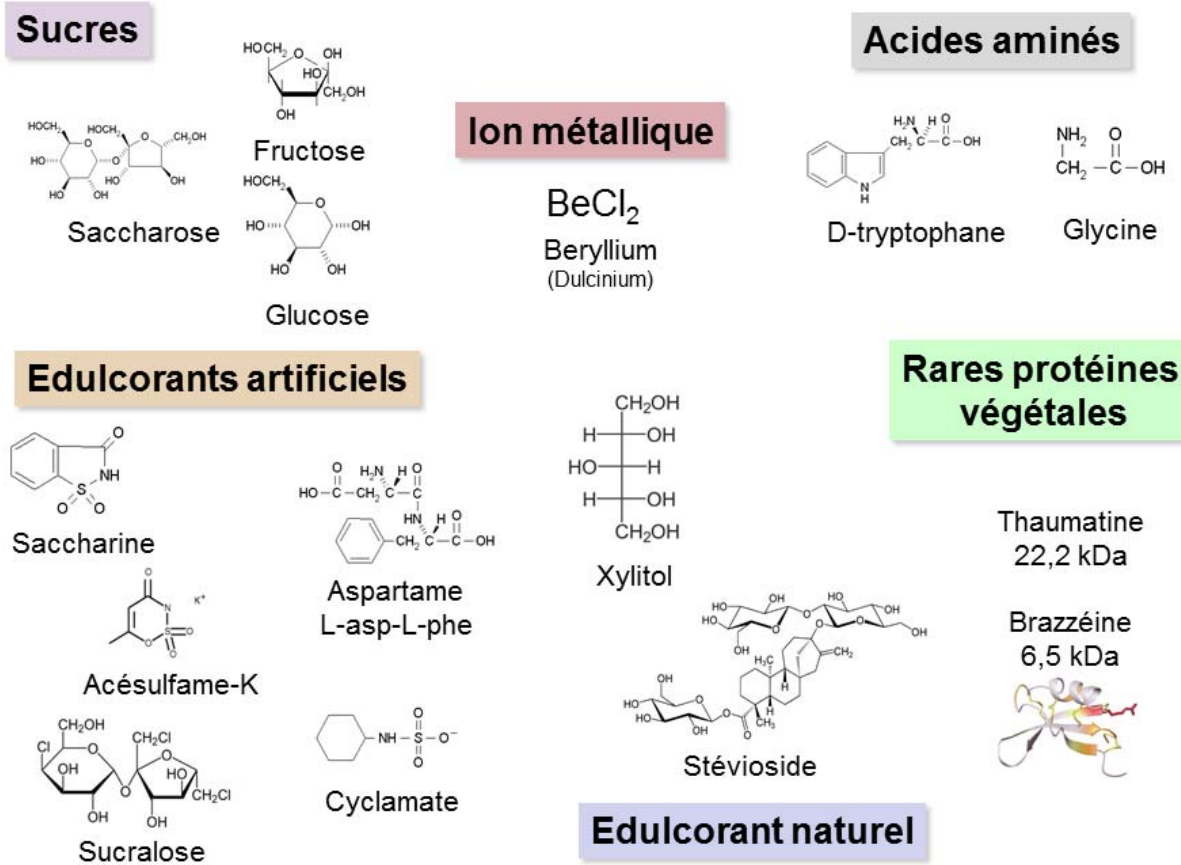 Sucres
Fructose
Saccharose
Glucose
Ion métallique
BeCl₂
Beryllium
(Dulcinium)
Acides aminés
D-tryptophane
Glycine
Edulcorants artificiels
Saccharine
Aspartame
L-asp-L-phe
Acésulfame-K
Sucralose
Cyclamate
Xylitol
Stévioside
Edulcorant naturel
Rares protéines
végétales
Thaumatine
22,2 kDa
Brazzéine
6,5 kDa